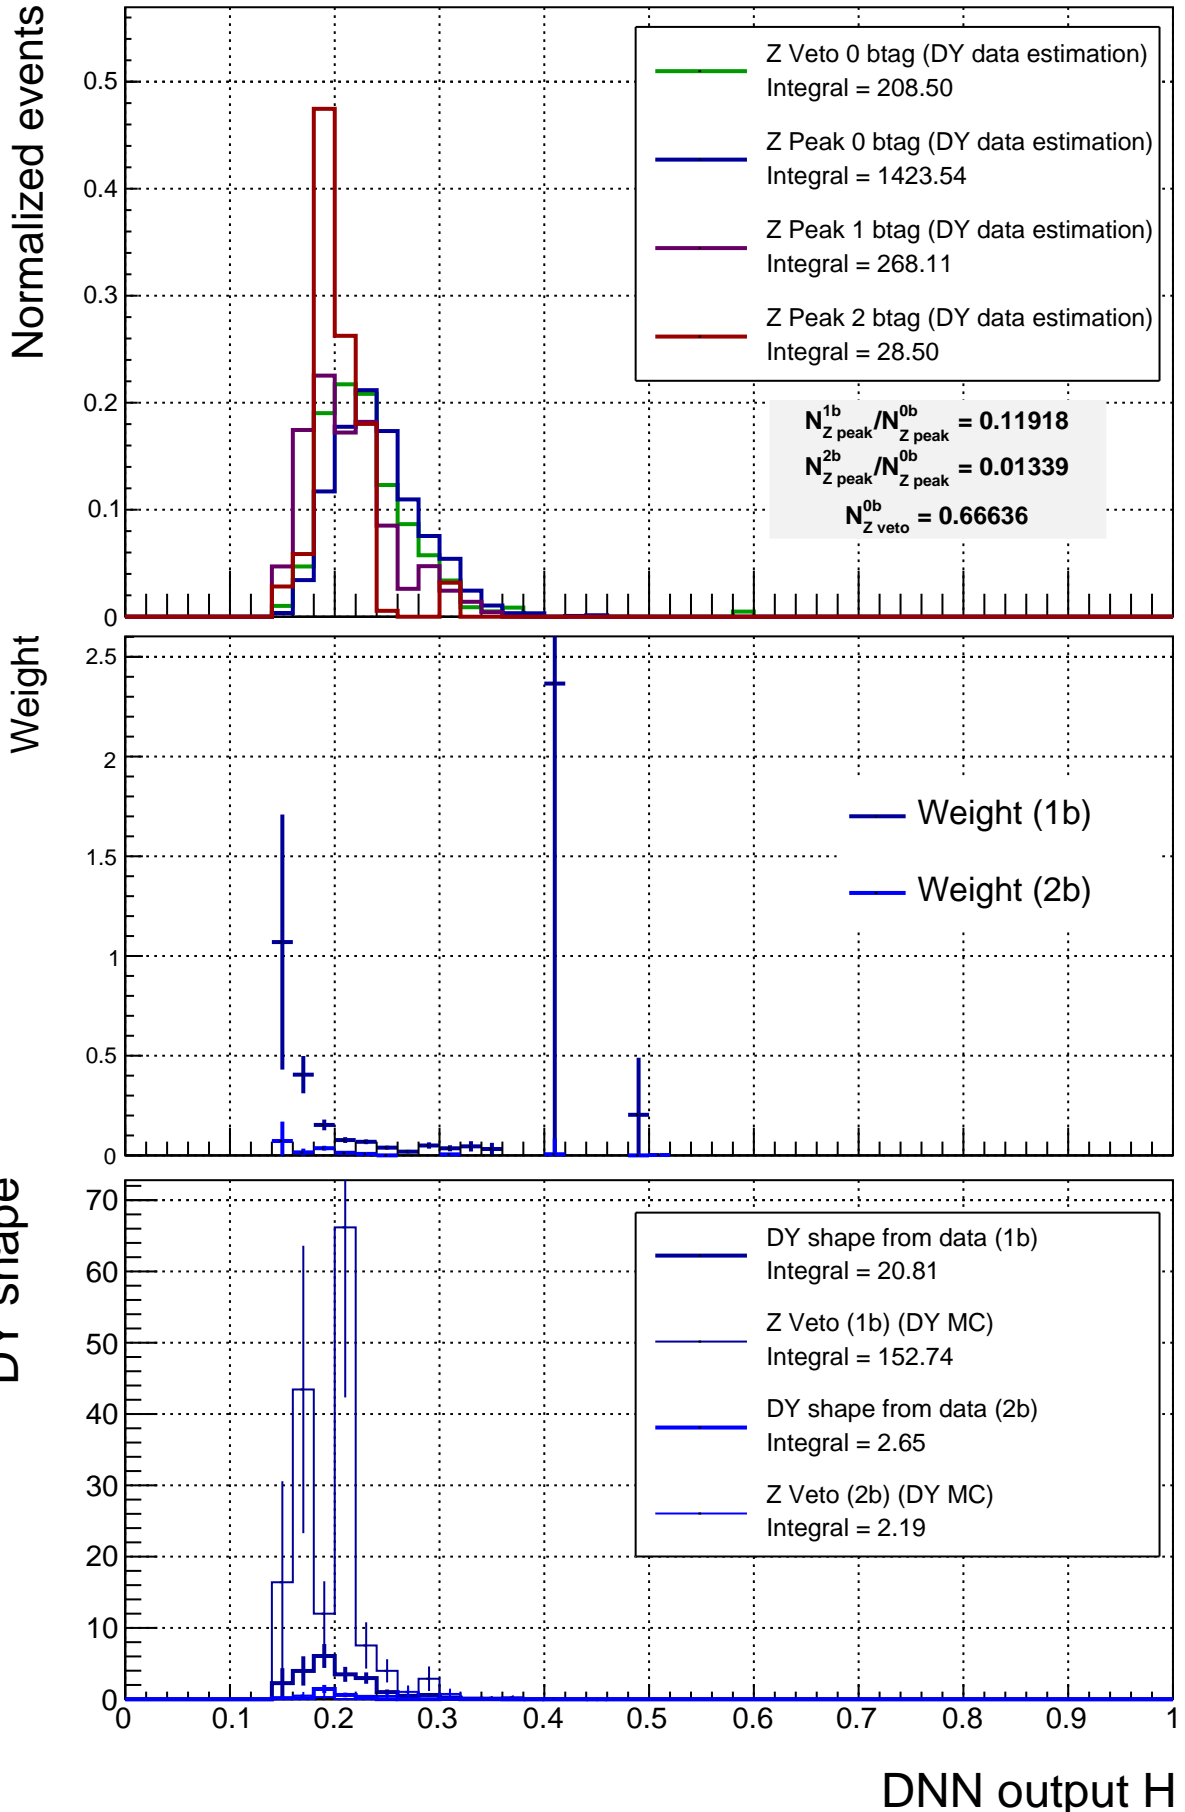 Normalized events
0.5
0.4
0.3
0.2
0.1
0
Z Veto 0 btag (DY data estimation)
Integral = 208.50
Z Peak 0 btag (DY data estimation)
Integral = 1423.54
Z Peak 1 btag (DY data estimation)
Integral = 268.11
Z Peak 2 btag (DY data estimation)
Integral = 28.50
N^{1b}_{Z peak}/N^{0b}_{Z peak} = 0.11918
N^{2b}_{Z peak}/N^{0b}_{Z peak} = 0.01339
N^{0b}_{Z veto} = 0.66636
Weight
2.5
2
1.5
1
0.5
0
Weight (1b)
Weight (2b)
DY shape
70
60
50
40
30
20
10
0
DY shape from data (1b)
Integral = 20.81
Z Veto (1b) (DY MC)
Integral = 152.74
DY shape from data (2b)
Integral = 2.65
Z Veto (2b) (DY MC)
Integral = 2.19
0 0.1 0.2 0.3 0.4 0.5 0.6 0.7 0.8 0.9 1
DNN output H